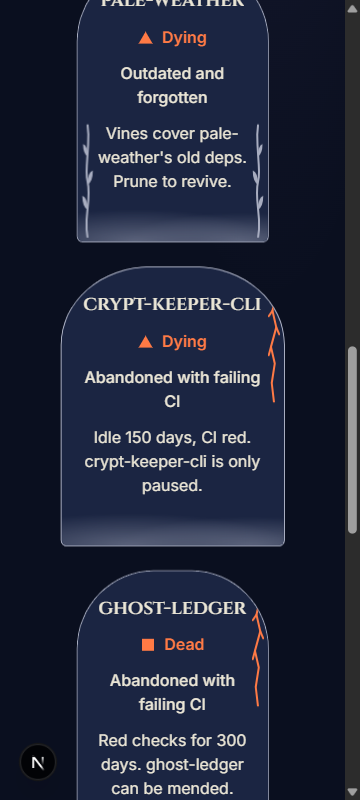 PALE-WEATHER
Dying
Outdated and
forgotten
Vines cover pale-
weather's old deps.
Prune to revive.
CRYPT-KEEPER-CLI
Dying
Abandoned with failing
CI
Idle 150 days, CI red.
crypt-keeper-cli is only
paused.
GHOST-LEDGER
Dead
Abandoned with
failing CI
Red checks for 300
days. ghost-ledger
can be mended.
N